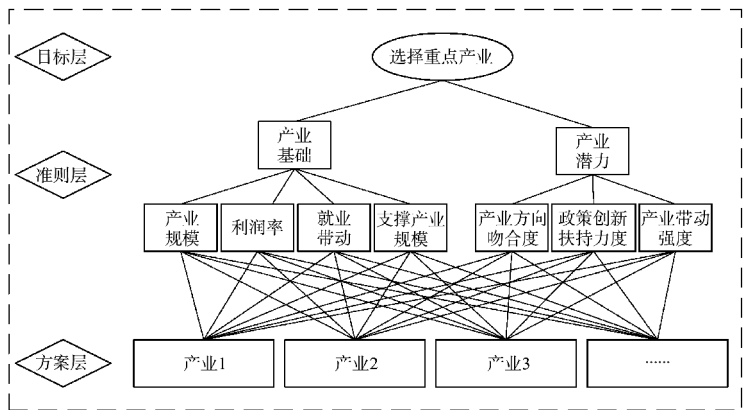 目标层
选择重点产业
准则层
产业
基础
产业
潜力
产业
规模
利润率
就业
带动
支撑产业
规模
产业方向
吻合度
政策创新
扶持力度
产业带动
强度
方案层
产业1
产业2
产业3
……